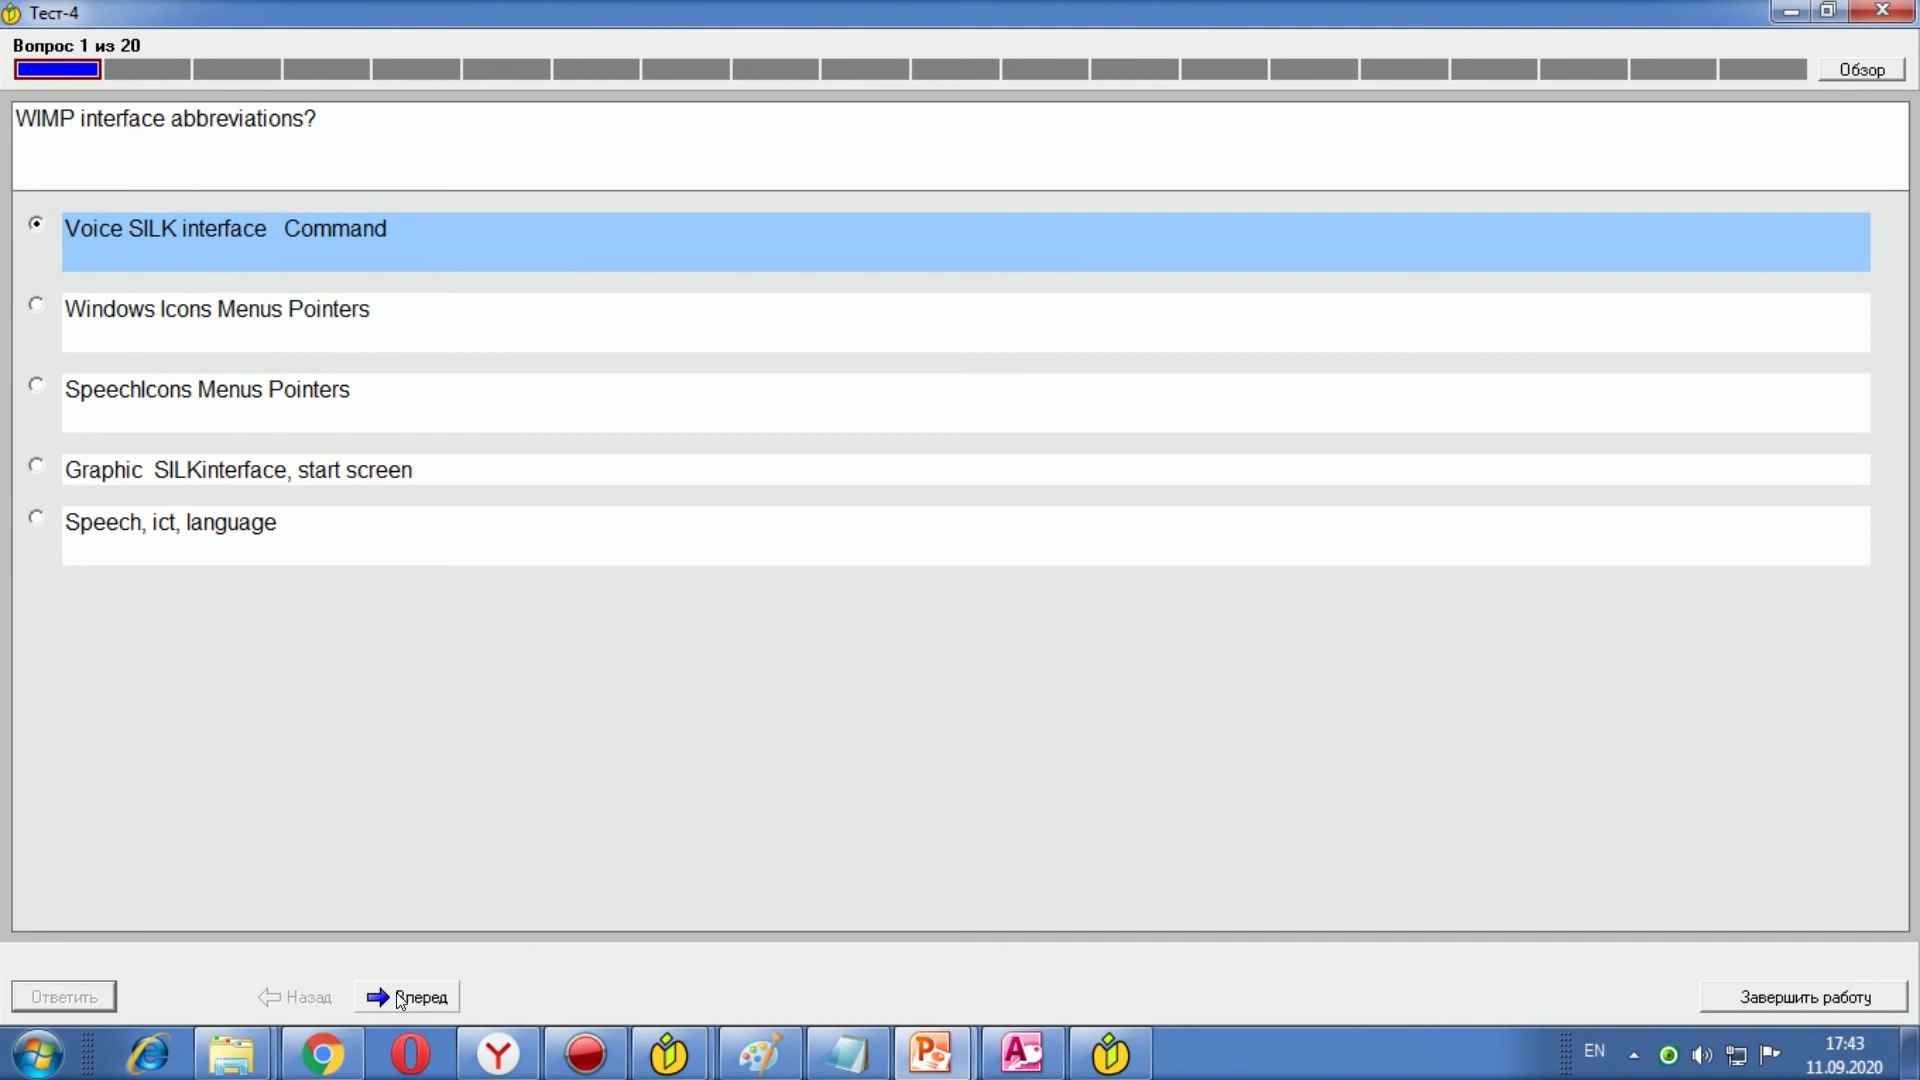 Тест-4
Вопрос 1 из 20
Обзор
WIMP interface abbreviations?
Voice SILK interface   Command
Windows Icons Menus Pointers
SpeechIcons Menus Pointers
Graphic  SILKinterface, start screen
Speech, ict, language
Ответить
Назад
Вперед
Завершить работу
EN
17:43
11.09.2020